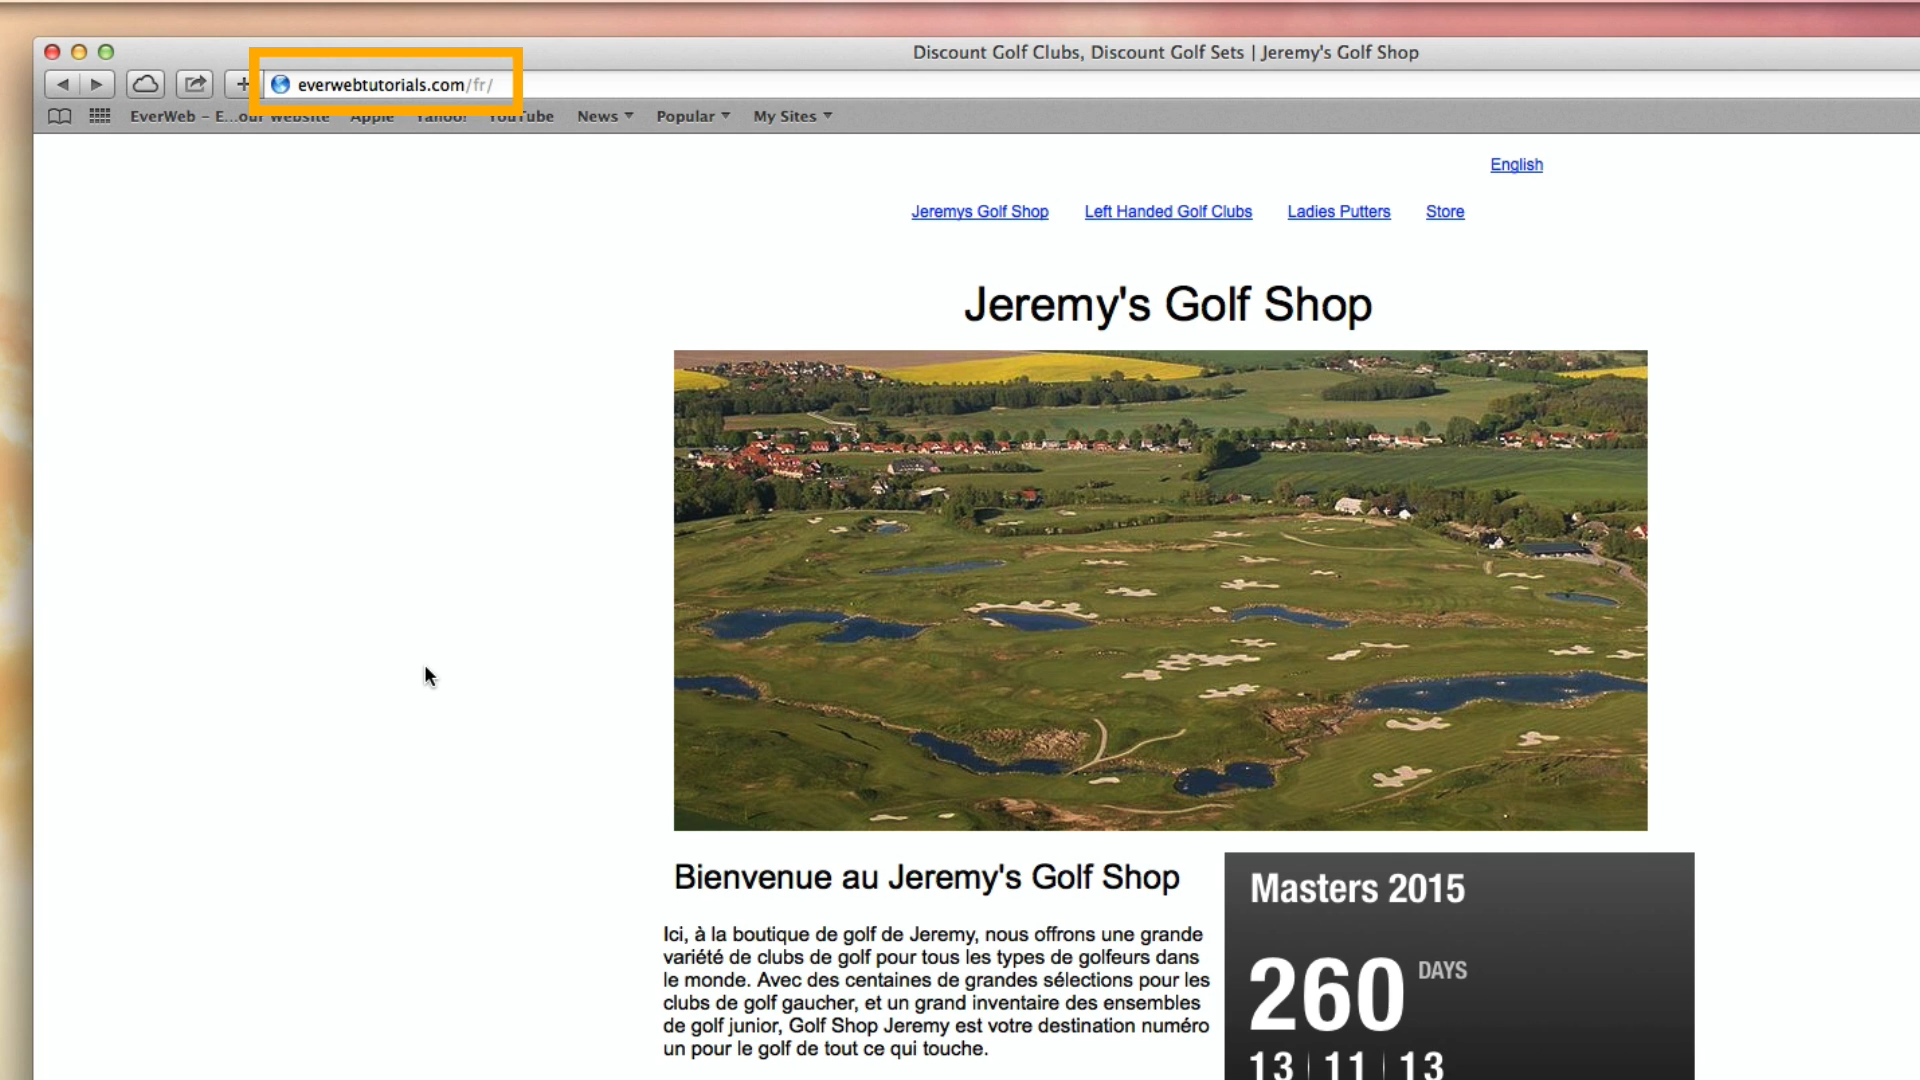 Discount Golf Clubs, Discount Golf Sets | Jeremy's Golf Shop
everwebtutorials.com/fr/
EverWeb – E...our Website Apple Yahoo! YouTube News Popular My Sites
English
Jeremys Golf Shop Left Handed Golf Clubs Ladies Putters Store
Jeremy's Golf Shop
Bienvenue au Jeremy's Golf Shop
Ici, à la boutique de golf de Jeremy, nous offrons une grande
variété de clubs de golf pour tous les types de golfeurs dans
le monde. Avec des centaines de grandes sélections pour les
clubs de golf gaucher, et un grand inventaire des ensembles
de golf junior, Golf Shop Jeremy est votre destination numéro
un pour le golf de tout ce qui touche.
Masters 2015
260 DAYS
13 | 11 | 13